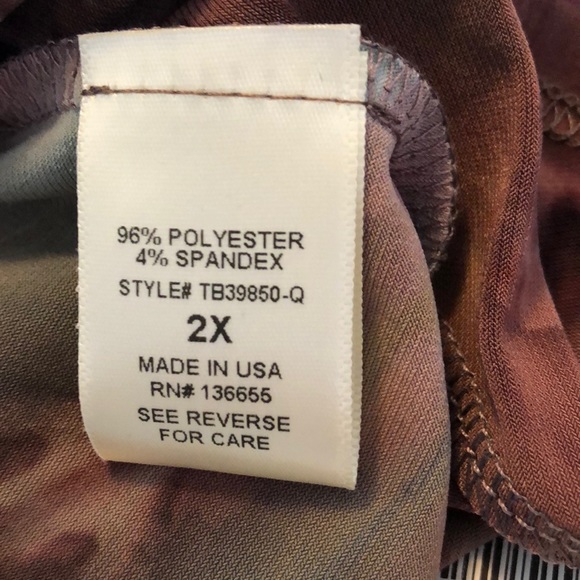 96% POLYESTER
4% SPANDEX
STYLE# TB39850-Q
2X
MADE IN USA
RN# 136655
SEE REVERSE
FOR CARE